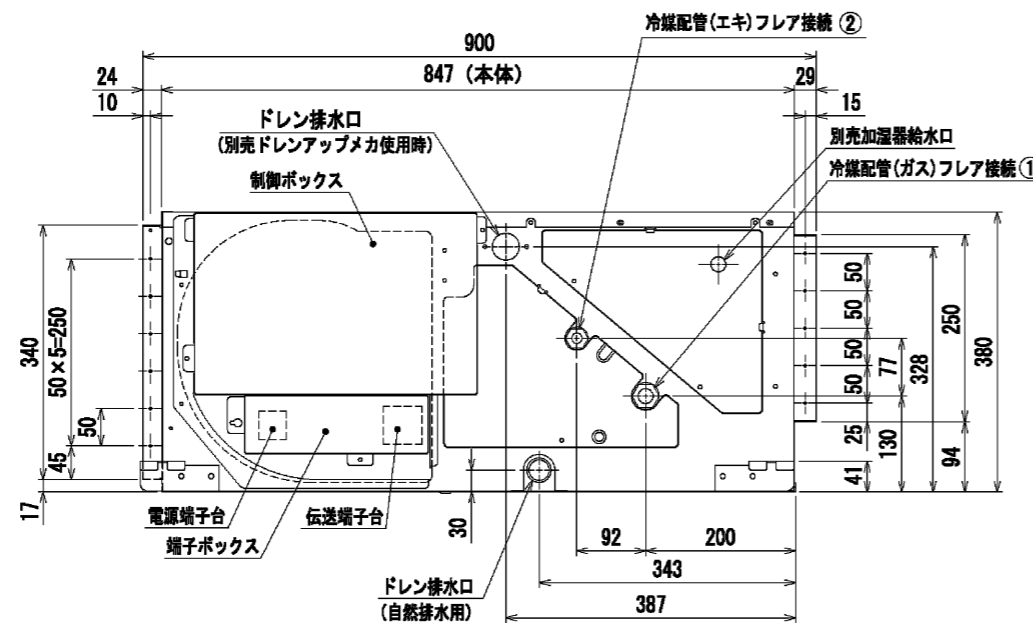 冷媒配管(エキ)フレア接続 ②
900
24
847 (本体)
29
10
15
ドレン排水口
(別売ドレンアップメカ使用時)
別売加湿器給水口
制御ボックス
冷媒配管(ガス)フレア接続①
340
50×5=250
50
45
17
50
50
50
50
25
41
77
130
328
250
94
380
電源端子台
伝送端子台
端子ボックス
30
92
200
343
387
ドレン排水口
(自然排水用)